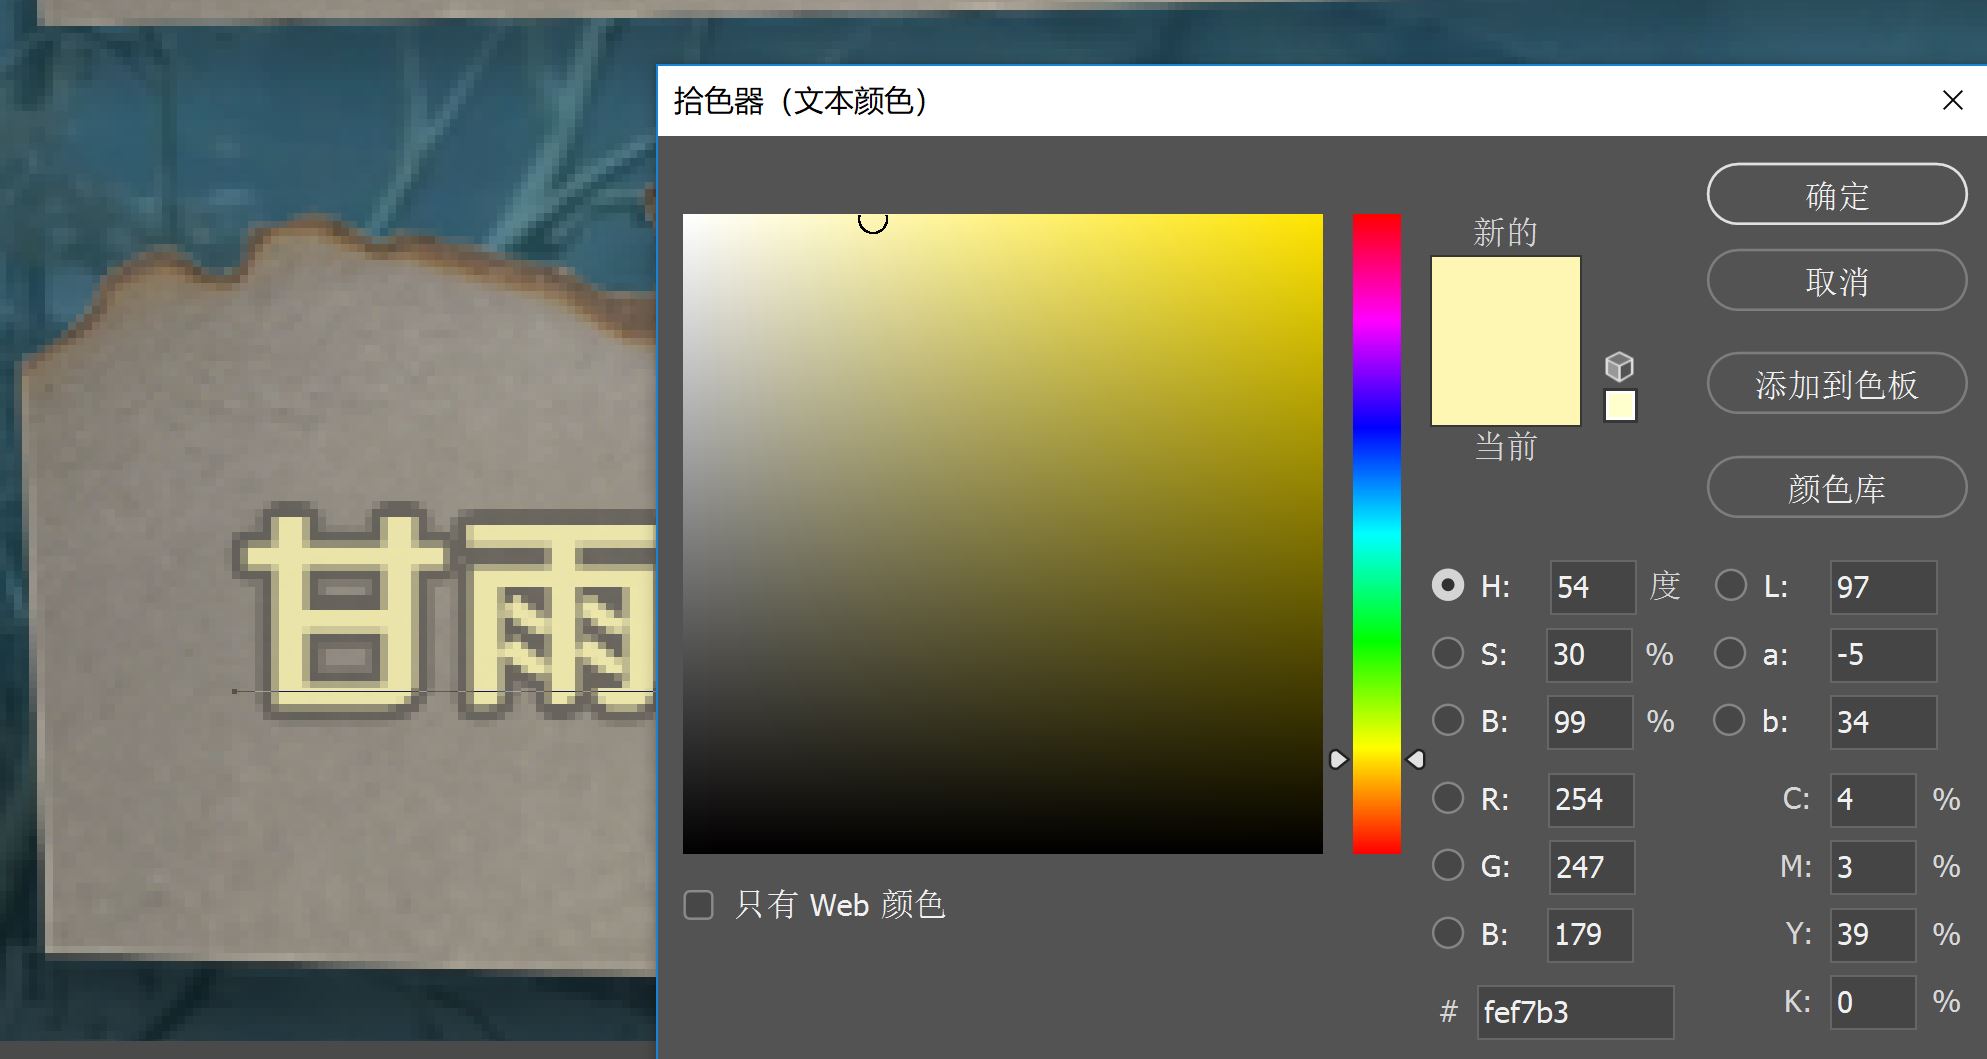 拾色器（文本颜色）
确定
新的
取消
添加到色板
当前
颜色库
甘雨
H: 54 度 L: 97
S: 30 % a: -5
B: 99 % b: 34
R: 254 C: 4 %
G: 247 M: 3 %
只有 Web 颜色
B: 179 Y: 39 %
# fef7b3 K: 0 %